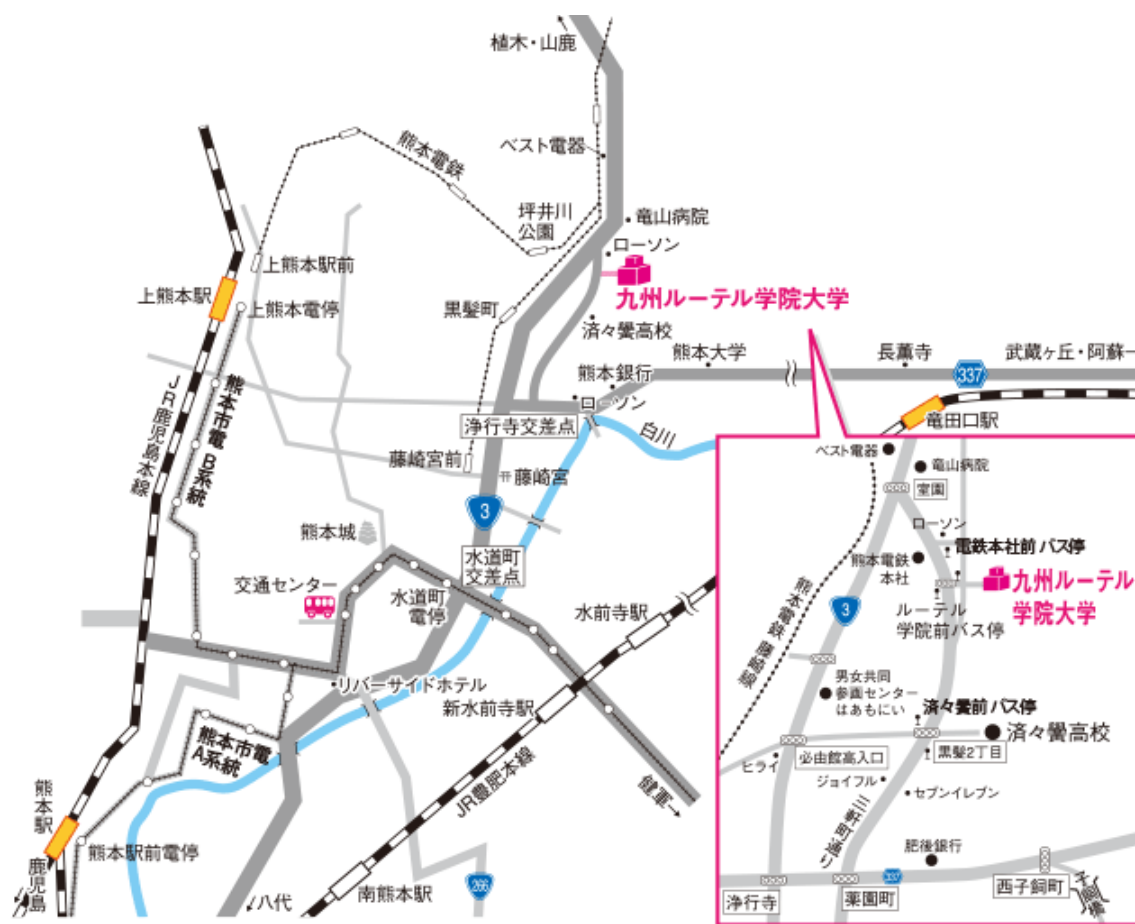 植木・山鹿
ベスト電器
熊本電鉄
坪井川
公園
竜山病院
ローソン
九州ルーテル学院大学
上熊本駅前
上熊本駅
上熊本電停
黒髪町
済々黌高校
熊本大学
長薫寺
武蔵ヶ丘・阿蘇→
337
熊本銀行
ローソン
竜田口駅
JR鹿児島本線
熊本市電 B系統
浄行寺交差点
白川
藤崎宮前
藤崎宮
3
熊本城
水道町
交差点
交通センター
水道町
電停
水前寺駅
リバーサイドホテル
新水前寺駅
熊本市電
A系統
JR豊肥本線
健軍→
熊本駅
熊本駅前電停
鹿児島
八代
南熊本駅
266
ベスト電器
竜山病院
室園
ローソン
電鉄本社前 バス停
熊本電鉄
本社
九州ルーテル
学院大学
ルーテル
学院前バス停
熊本電鉄 藤崎線
3
男女共同
参画センター
はあもにい
済々黌前バス停
済々黌高校
必由館高入口
黒髪2丁目
ヒライ
ジョイフル
セブンイレブン
三軒町通り
肥後銀行
337
西子飼町
子飼橋
浄行寺
薬園町